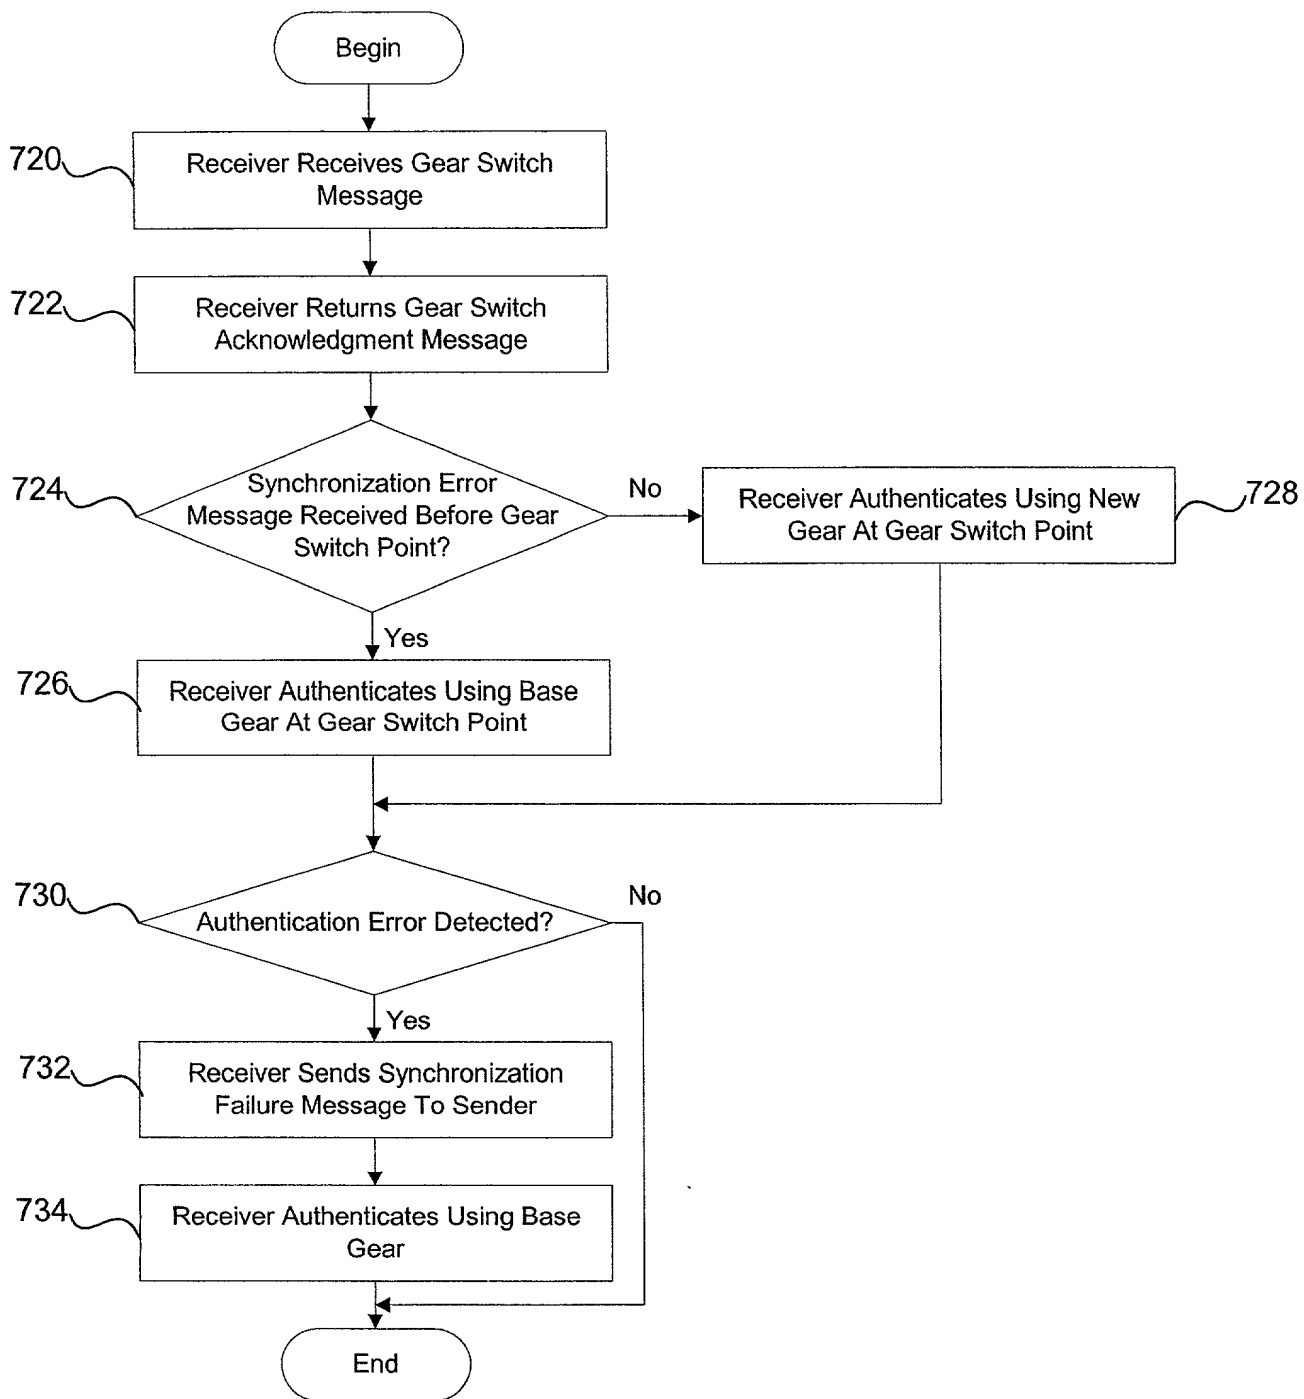 Begin
720
Receiver Receives Gear Switch
Message
722
Receiver Returns Gear Switch
Acknowledgment Message
724
Synchronization Error
Message Received Before Gear
Switch Point?
No
Receiver Authenticates Using New
Gear At Gear Switch Point
728
Yes
726
Receiver Authenticates Using Base
Gear At Gear Switch Point
730
Authentication Error Detected?
No
Yes
732
Receiver Sends Synchronization
Failure Message To Sender
734
Receiver Authenticates Using Base
Gear
End